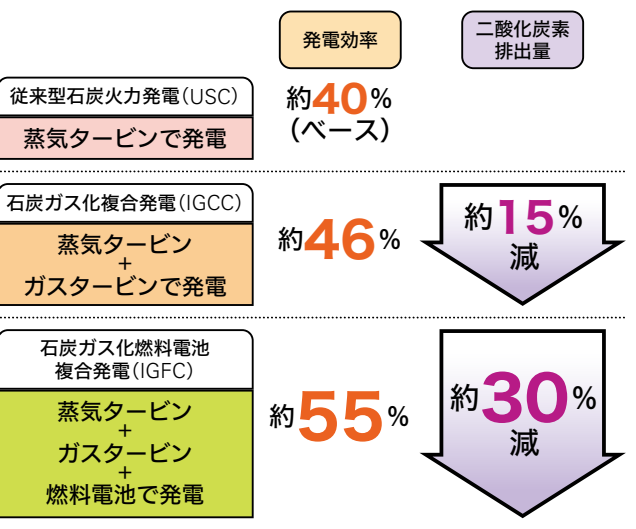 発電効率
二酸化炭素
排出量
従来型石炭火力発電(USC)
蒸気タービンで発電
約40%
(ベース)
石炭ガス化複合発電(IGCC)
蒸気タービン
+
ガスタービンで発電
約46%
約15%
減
石炭ガス化燃料電池
複合発電(IGFC)
蒸気タービン
+
ガスタービン
+
燃料電池で発電
約55%
約30%
減